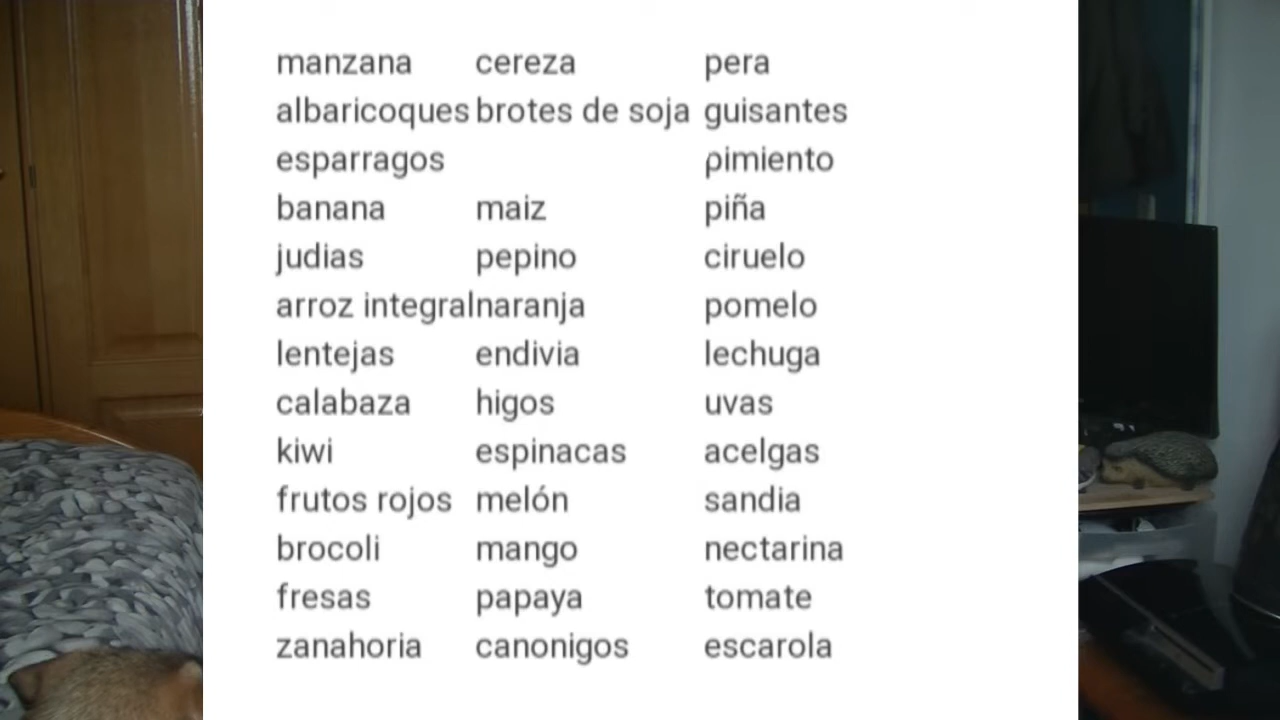 manzana cereza pera
albaricoques brotes de soja guisantes
esparragos pimiento
banana maiz piña
judias pepino ciruelo
arroz integral naranja pomelo
lentejas endivia lechuga
calabaza higos uvas
kiwi espinacas acelgas
frutos rojos melón sandia
brocoli mango nectarina
fresas papaya tomate
zanahoria canonigos escarola